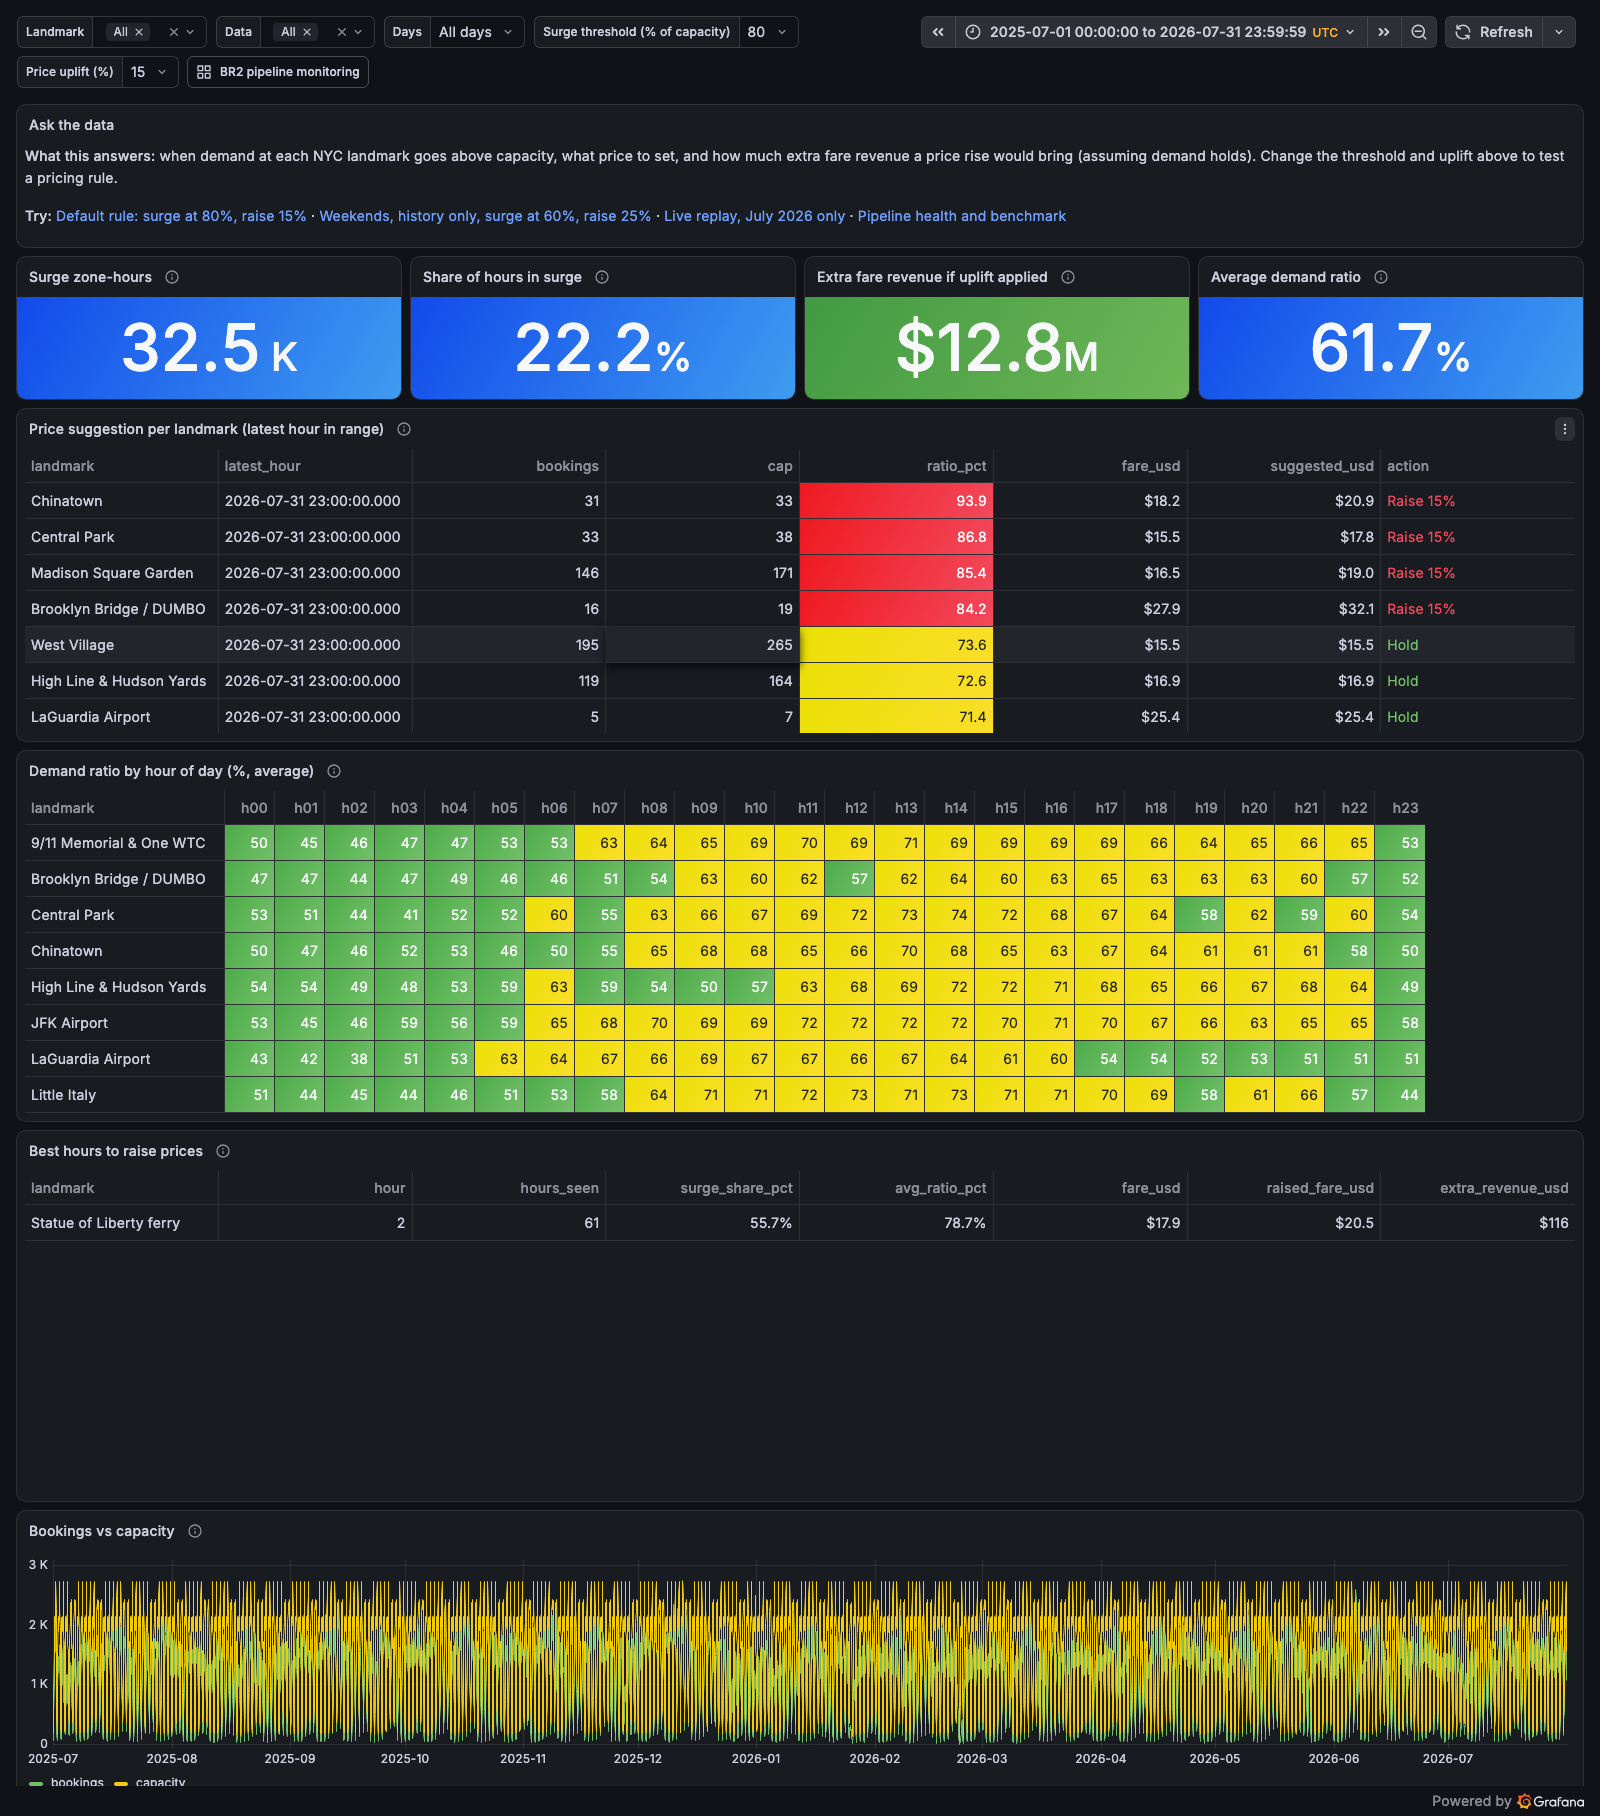 Landmark All Data All Days All days Surge threshold (% of capacity) 80 2025-07-01 00:00:00 to 2026-07-31 23:59:59 UTC Refresh
Price uplift (%) 15 BR2 pipeline monitoring
Ask the data
What this answers: when demand at each NYC landmark goes above capacity, what price to set, and how much extra fare revenue a price rise would bring (assuming demand holds). Change the threshold and uplift above to test
a pricing rule.
Try: Default rule: surge at 80%, raise 15% · Weekends, history only, surge at 60%, raise 25% · Live replay, July 2026 only · Pipeline health and benchmark
Surge zone-hours Share of hours in surge Extra fare revenue if uplift applied Average demand ratio
32.5 K 22.2% $12.8M 61.7%
Price suggestion per landmark (latest hour in range)
landmark latest_hour bookings cap ratio_pct fare_usd suggested_usd action
Chinatown 2026-07-31 23:00:00.000 31 33 93.9 $18.2 $20.9 Raise 15%
Central Park 2026-07-31 23:00:00.000 33 38 86.8 $15.5 $17.8 Raise 15%
Madison Square Garden 2026-07-31 23:00:00.000 146 171 85.4 $16.5 $19.0 Raise 15%
Brooklyn Bridge / DUMBO 2026-07-31 23:00:00.000 16 19 84.2 $27.9 $32.1 Raise 15%
West Village 2026-07-31 23:00:00.000 195 265 73.6 $15.5 $15.5 Hold
High Line & Hudson Yards 2026-07-31 23:00:00.000 119 164 72.6 $16.9 $16.9 Hold
LaGuardia Airport 2026-07-31 23:00:00.000 5 7 71.4 $25.4 $25.4 Hold
Demand ratio by hour of day (%, average)
landmark h00 h01 h02 h03 h04 h05 h06 h07 h08 h09 h10 h11 h12 h13 h14 h15 h16 h17 h18 h19 h20 h21 h22 h23
9/11 Memorial & One WTC 50 45 46 47 47 53 53 63 64 65 69 70 69 71 69 69 69 69 66 64 65 66 65 53
Brooklyn Bridge / DUMBO 47 47 44 47 49 46 46 51 54 63 60 62 57 62 64 60 63 65 63 63 63 60 57 52
Central Park 53 51 44 41 52 52 60 55 63 66 67 69 72 73 74 72 68 67 64 58 62 59 60 54
Chinatown 50 47 46 52 53 46 50 55 65 68 68 65 66 70 68 65 63 67 64 61 61 61 58 50
High Line & Hudson Yards 54 54 49 48 53 59 63 59 54 50 57 63 68 69 72 72 71 68 65 66 67 68 64 49
JFK Airport 53 45 46 59 56 59 65 68 70 69 69 72 72 72 72 70 71 70 67 66 63 65 65 58
LaGuardia Airport 43 42 38 51 53 63 64 67 66 69 67 67 66 67 64 61 60 54 54 52 53 51 51 51
Little Italy 51 44 45 44 46 51 53 58 64 71 71 72 73 71 73 71 71 70 69 58 61 66 57 44
Best hours to raise prices
landmark hour hours_seen surge_share_pct avg_ratio_pct fare_usd raised_fare_usd extra_revenue_usd
Statue of Liberty ferry 2 61 55.7% 78.7% $17.9 $20.5 $116
Bookings vs capacity
3 K
2 K
1 K
0
2025-07 2025-08 2025-09 2025-10 2025-11 2025-12 2026-01 2026-02 2026-03 2026-04 2026-05 2026-06 2026-07
bookings capacity
Powered by Grafana